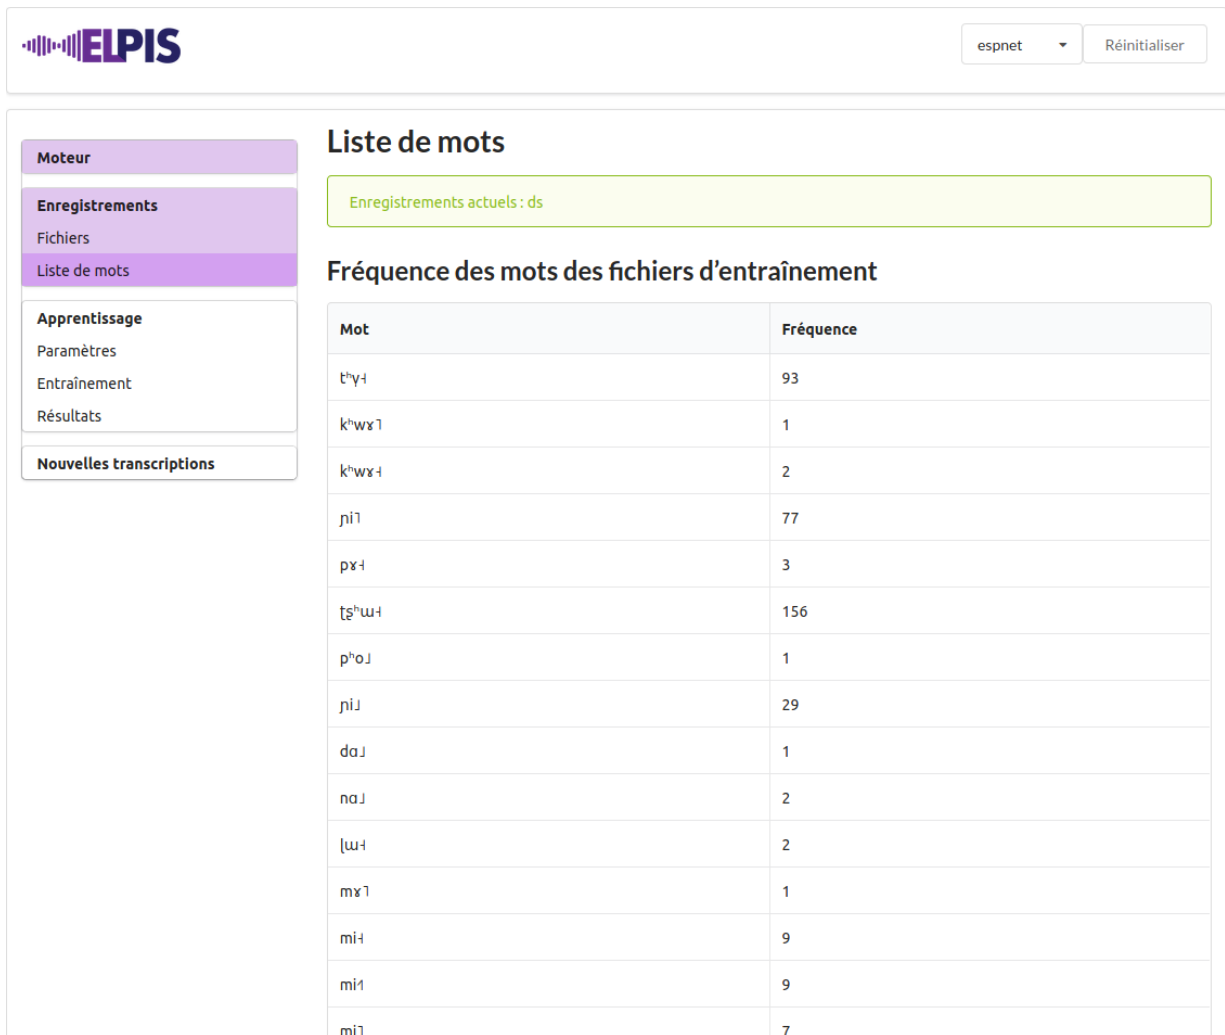 ELPIS
espnet
Réinitialiser
Moteur
Enregistrements
Fichiers
Liste de mots
Apprentissage
Paramètres
Entraînement
Résultats
Nouvelles transcriptions
Liste de mots
Enregistrements actuels : ds
Fréquence des mots des fichiers d’entraînement
Mot Fréquence
tʰɣ˧ 93
kʰwɤ˥ 1
kʰwɤ˧ 2
ɲi˥ 77
pɤ˧ 3
ʈʂʰɯ˧ 156
pʰo˩ 1
ɲi˩ 29
dɑ˩ 1
nɑ˩ 2
ɭɯ˧ 2
mɤ˥ 1
mi˧ 9
mi˧˥ 9
mi˥ 7